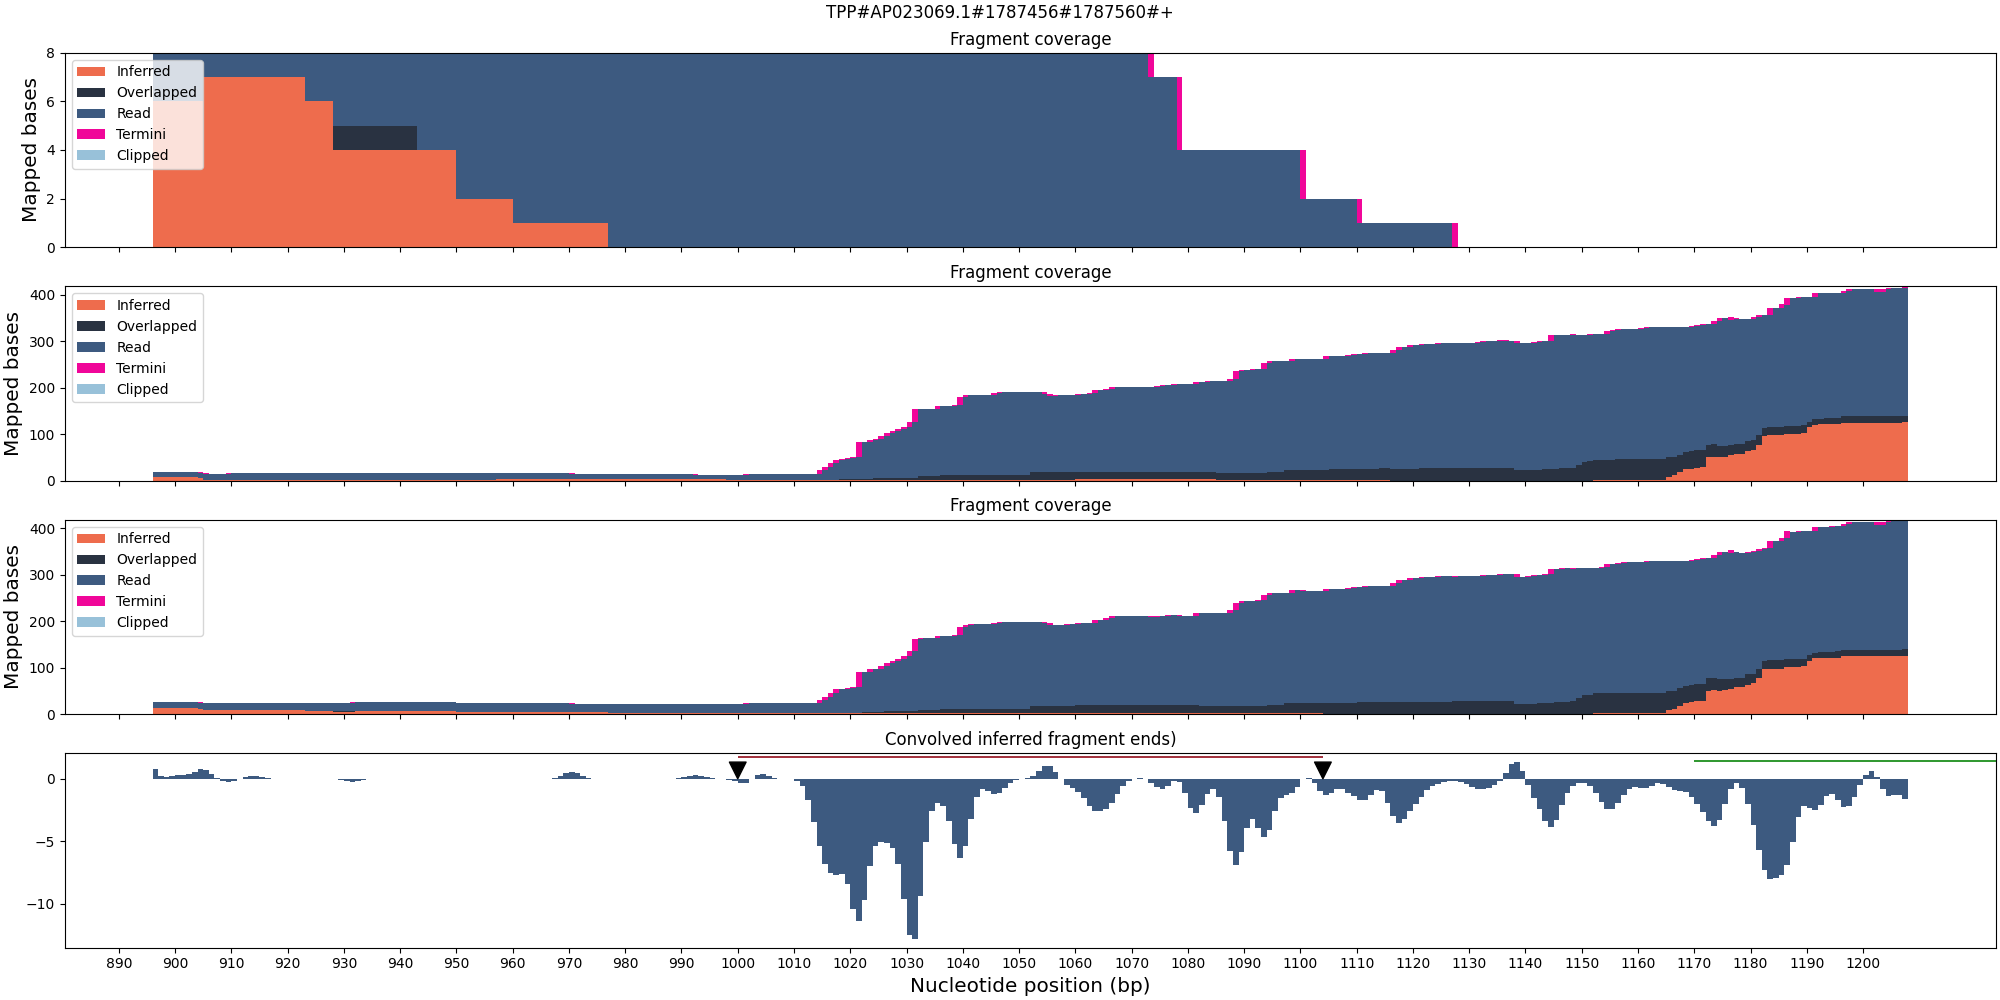 TPP#AP023069.1#1787456#1787560#+
Fragment coverage
Mapped bases
8
6
4
2
0
Inferred
Overlapped
Read
Termini
Clipped
Fragment coverage
Mapped bases
400
300
200
100
0
Inferred
Overlapped
Read
Termini
Clipped
Fragment coverage
Mapped bases
400
300
200
100
0
Inferred
Overlapped
Read
Termini
Clipped
Convolved inferred fragment ends)
0
−5
−10
890 900 910 920 930 940 950 960 970 980 990 1000 1010 1020 1030 1040 1050 1060 1070 1080 1090 1100 1110 1120 1130 1140 1150 1160 1170 1180 1190 1200
Nucleotide position (bp)